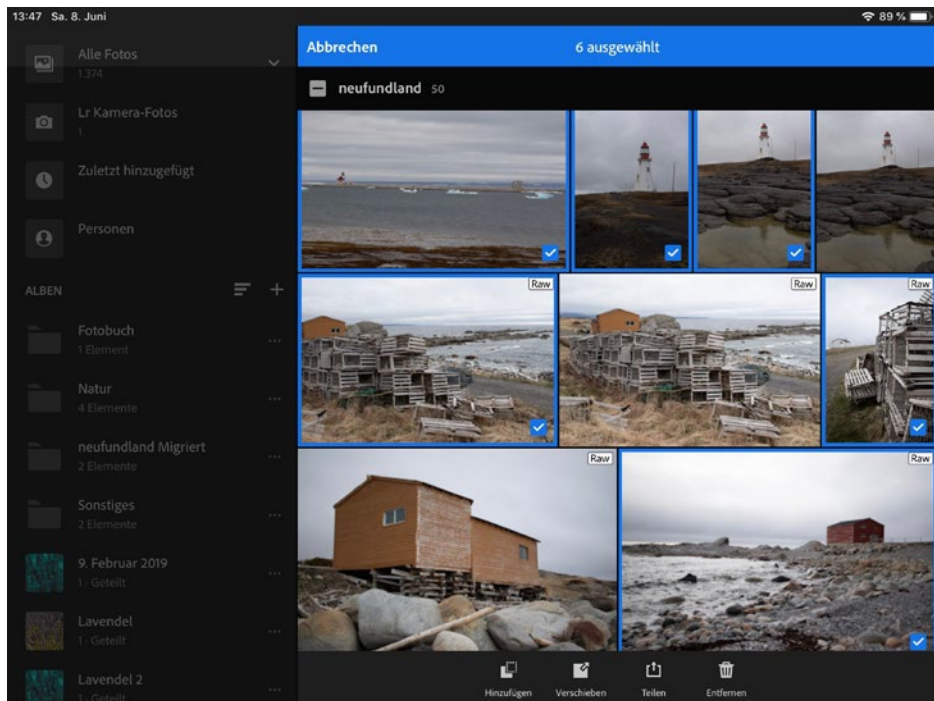 13:47 Sa. 8. Juni
89 %
Alle Fotos
1.374
Lr Kamera-Fotos
1
Zuletzt hinzugefügt
Personen
ALBEN
Fotobuch
1 Element
Natur
4 Elemente
neufundland Migriert
2 Elemente
Sonstiges
2 Elemente
9. Februar 2019
1 · Geteilt
Lavendel
1 · Geteilt
Lavendel 2
1 · Geteilt
Abbrechen
6 ausgewählt
neufundland 50
Raw
Raw
Raw
Raw
Raw
Hinzufügen
Verschieben
Teilen
Entfernen